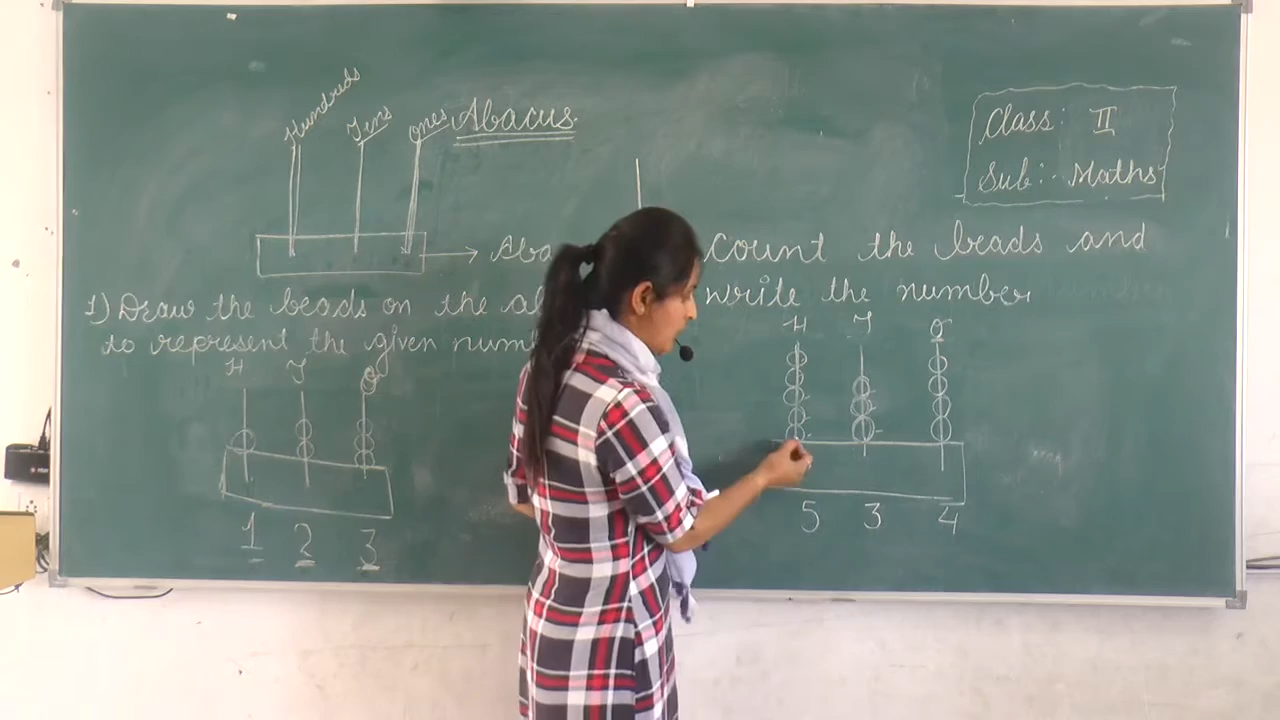 Hundreds Tens Ones Abacus
Class: II
Sub:- Maths
Count the beads and
write the number
1) Draw the beads on the
to represent the given
H T O
1 2 3
H T O
5 3 4